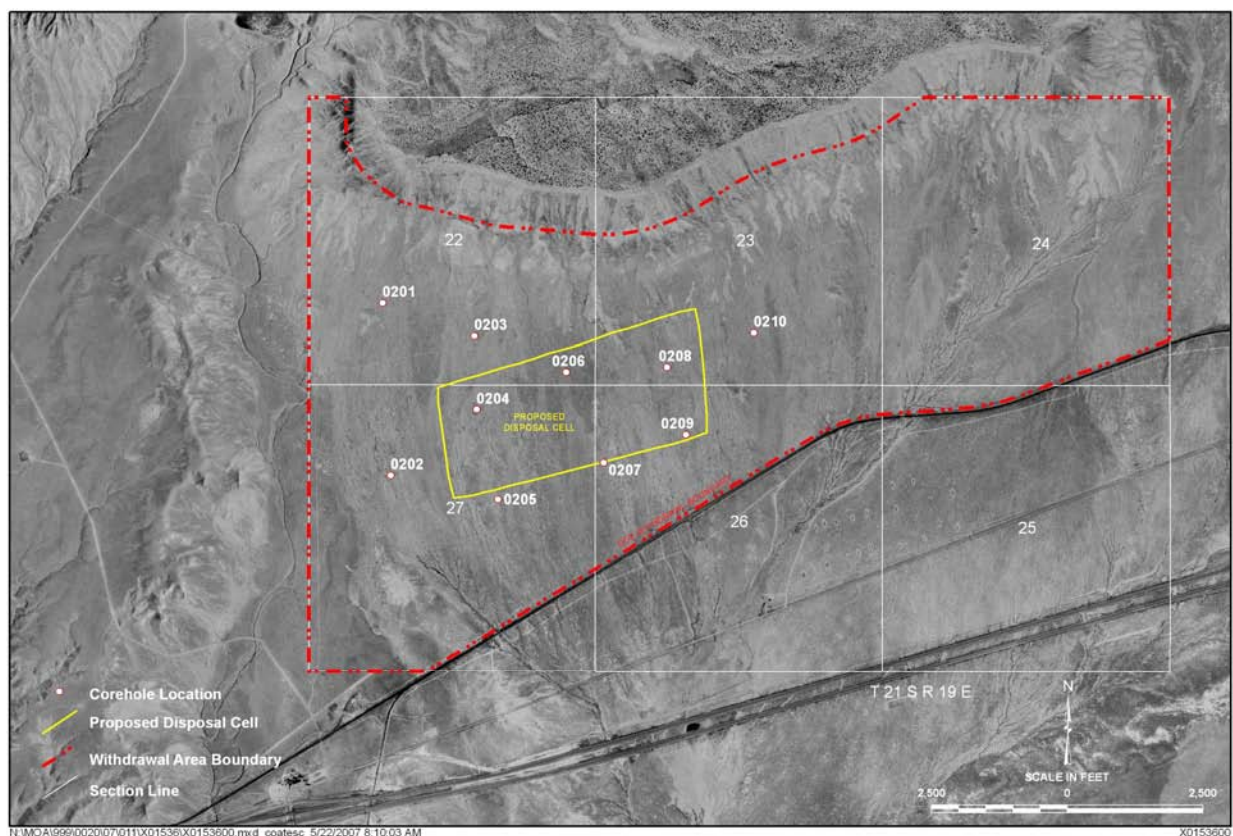 22
23
24
0201
0203
0210
0206
0208
0204
PROPOSED
DISPOSAL CELL
0209
0202
0207
27
0205
26
25
T 21 S R 19 E
N
Corehole Location
Proposed Disposal Cell
Withdrawal Area Boundary
Section Line
SCALE IN FEET
2,500 0 2,500
N:\MOA\999\0020\07\011\X01536\X0153600.mxd coatesc 5/22/2007 8:10:03 AM
X0153600